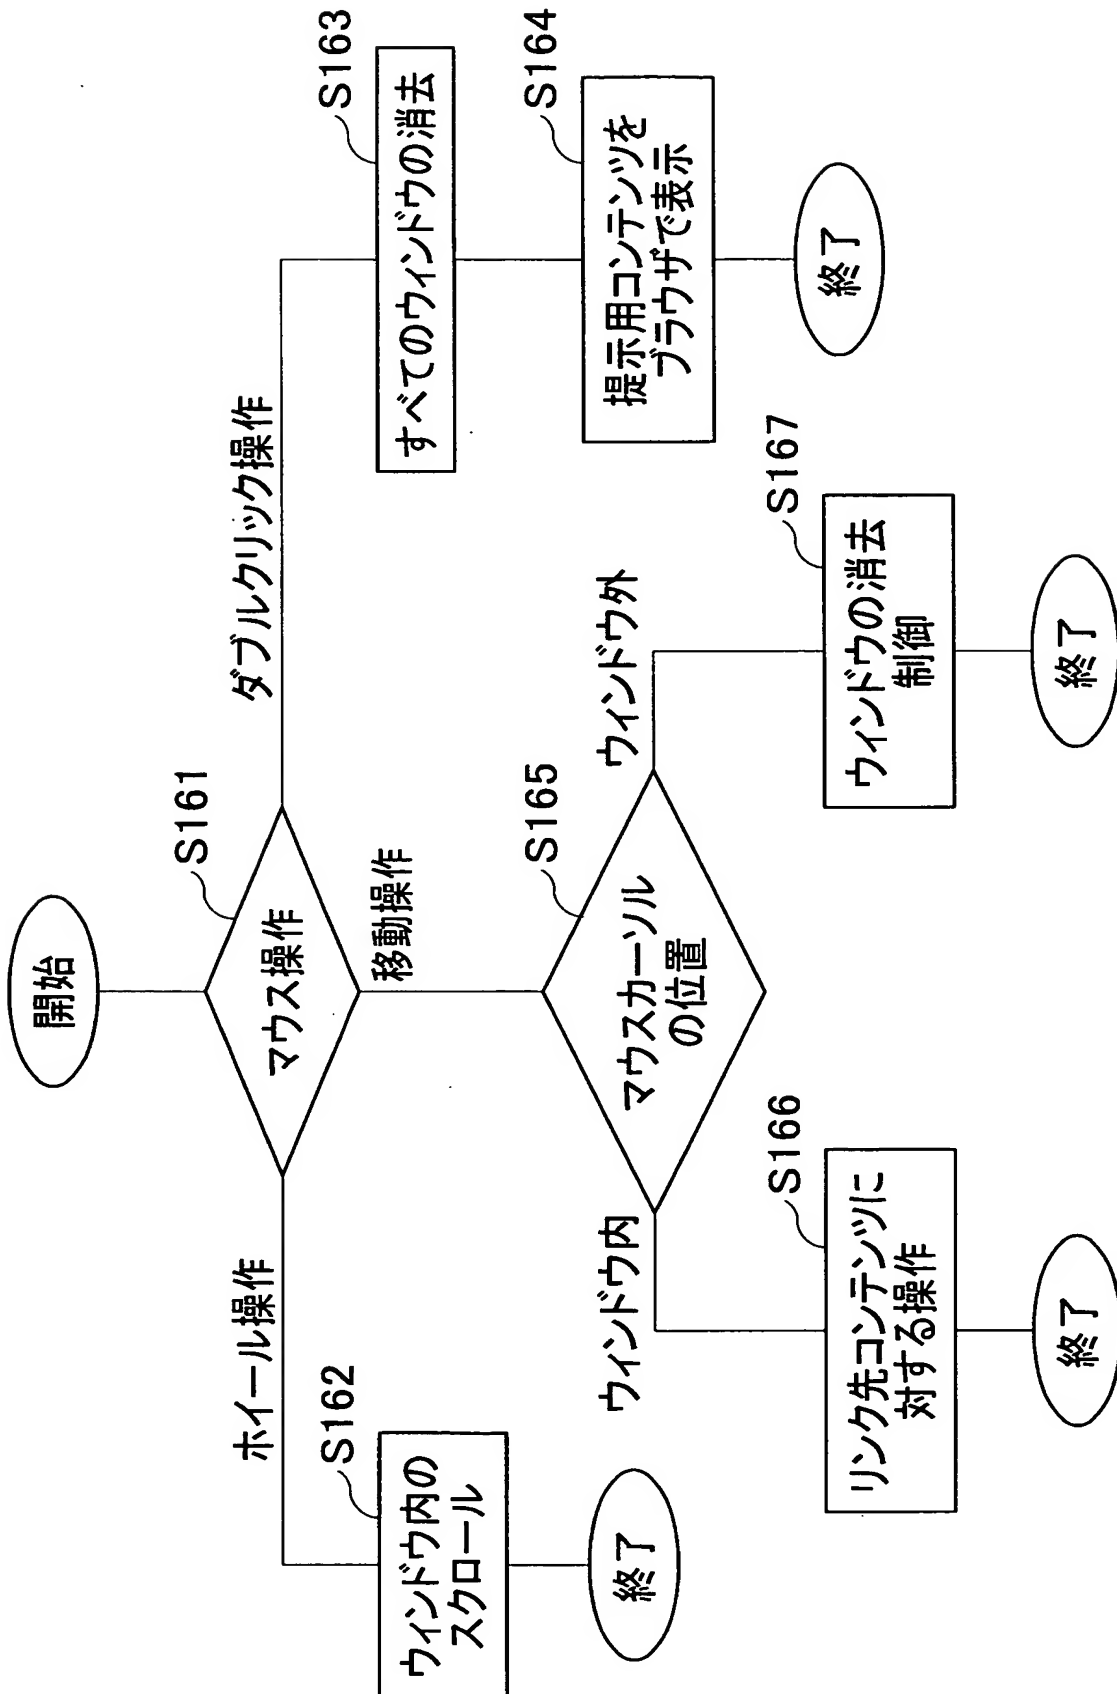 開始
S161
マウス操作
ホイール操作
移動操作
ダブルクリック操作
S162
ウィンドウ内の
スクロール
終了
S163
すべてのウィンドウの消去
S164
提示用コンテンツを
ブラウザで表示
終了
S165
マウスカーソル
の位置
ウィンドウ内
ウィンドウ外
S166
リンク先コンテンツに
対する操作
終了
S167
ウィンドウの消去
制御
終了